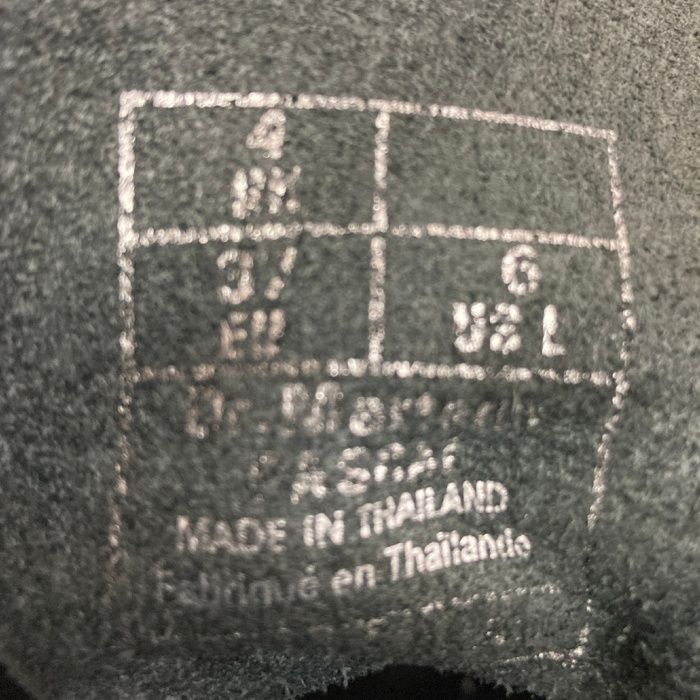 4
UK
37
EU
6
US L
Dr. Martens
PASCAL
MADE IN THAILAND
Fabriqué en Thaïlande